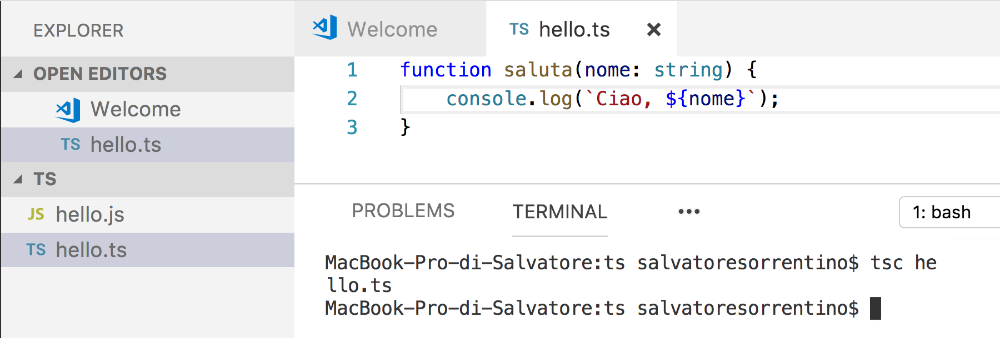 EXPLORER
OPEN EDITORS
Welcome
TS hello.ts
TS
JS hello.js
TS hello.ts
Welcome
TS hello.ts
1 function saluta(nome: string) {
2 console.log(`Ciao, ${nome}`);
3 }
PROBLEMS TERMINAL ••• 1: bash
MacBook-Pro-di-Salvatore:ts salvatoresorrentino$ tsc he
llo.ts
MacBook-Pro-di-Salvatore:ts salvatoresorrentino$